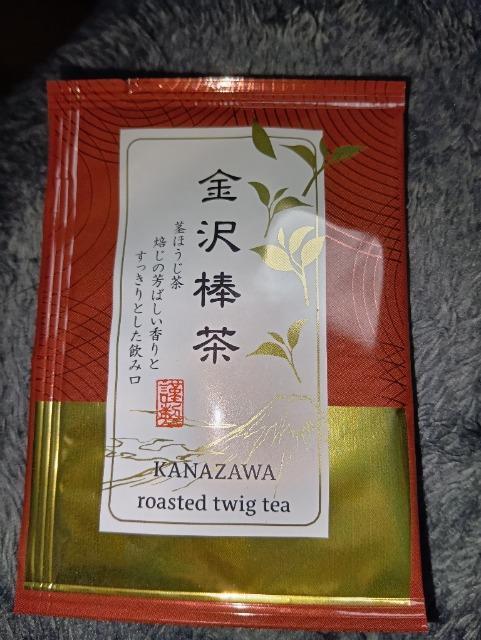 金沢棒茶
茎ほうじ茶
焙じの芳ばしい香りと
すっきりとした飲み口
謹製
KANAZAWA
roasted twig tea